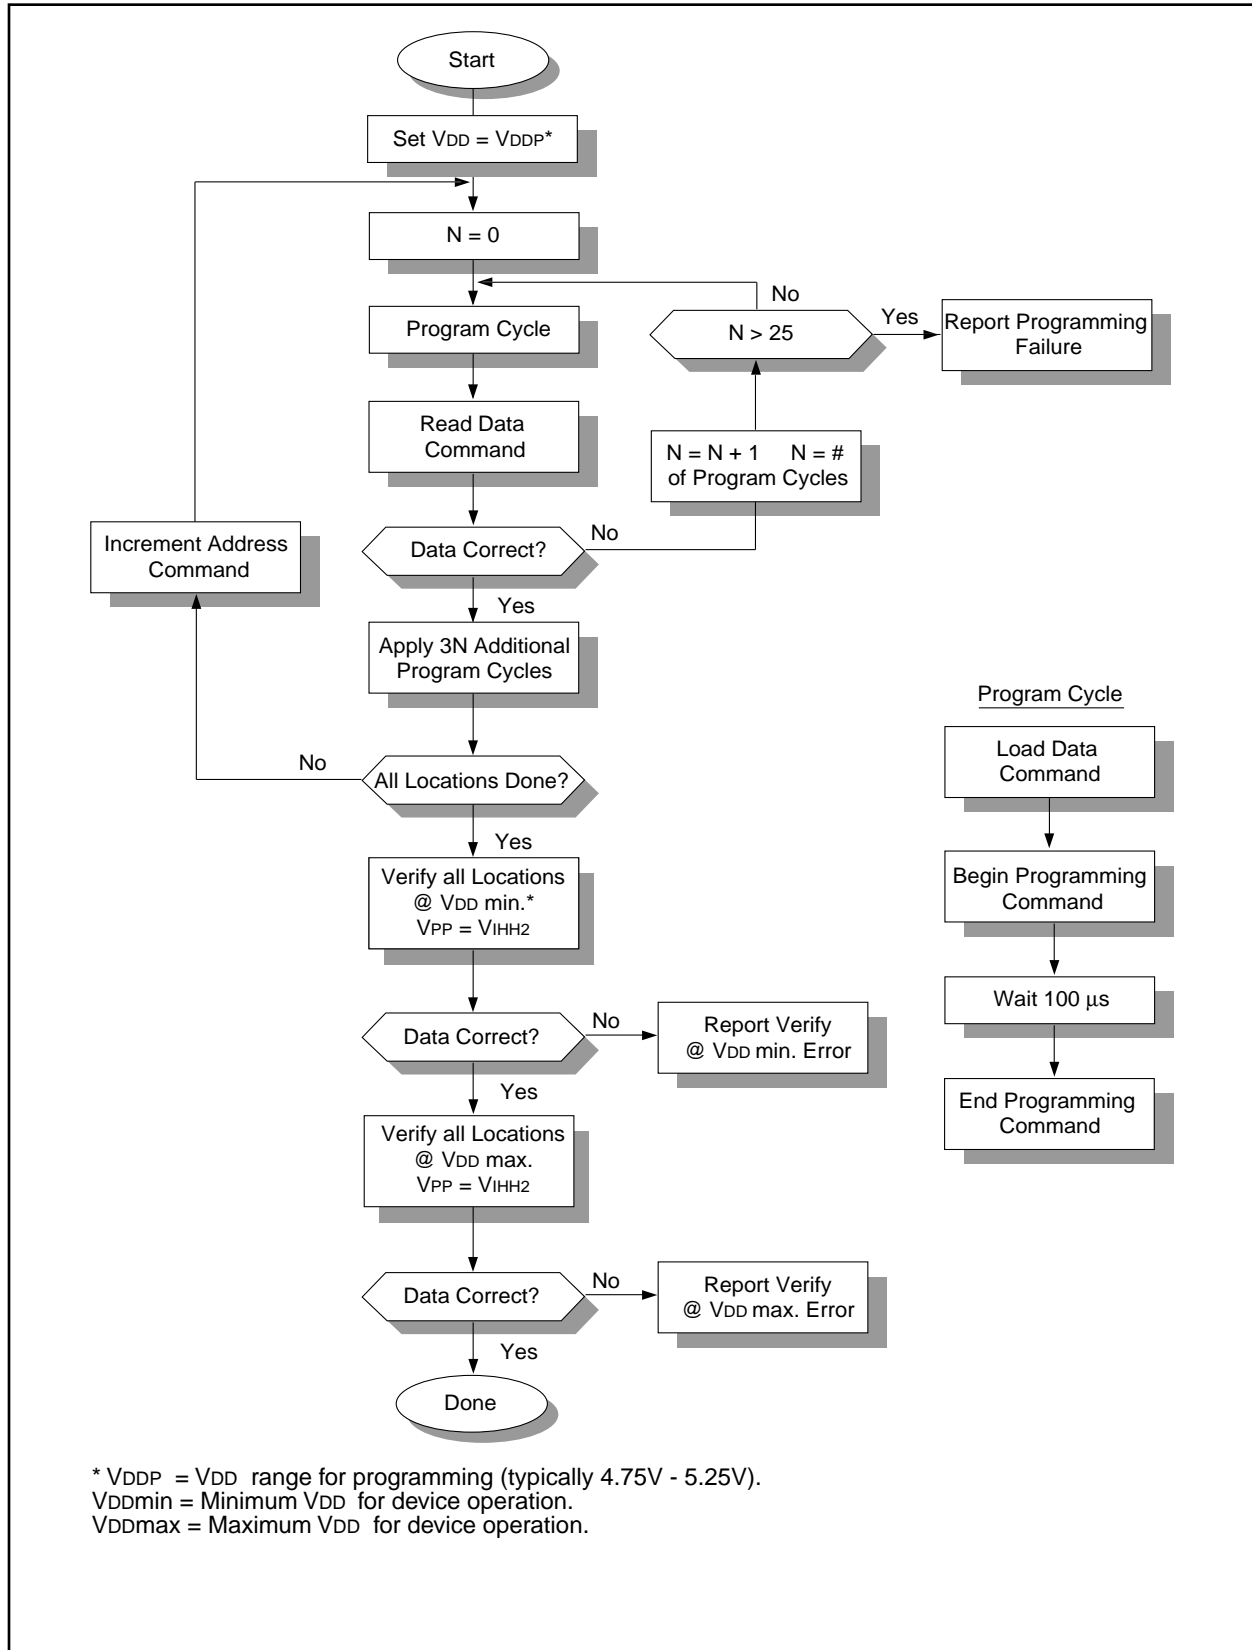 Start
Set VDD = VDDP*
N = 0
No
Program Cycle
N > 25
Yes
Report Programming
Failure
Read Data
Command
N = N + 1 N = #
of Program Cycles
Increment Address
Command
Data Correct?
No
Yes
Apply 3N Additional
Program Cycles
No
All Locations Done?
Yes
Verify all Locations
@ VDD min.*
VPP = VIHH2
Data Correct?
No
Report Verify
@ VDD min. Error
Yes
Verify all Locations
@ VDD max.
VPP = VIHH2
Data Correct?
No
Report Verify
@ VDD max. Error
Yes
Done
Program Cycle
Load Data
Command
Begin Programming
Command
Wait 100 µs
End Programming
Command
* VDDP = VDD range for programming (typically 4.75V - 5.25V).
VDDmin = Minimum VDD for device operation.
VDDmax = Maximum VDD for device operation.